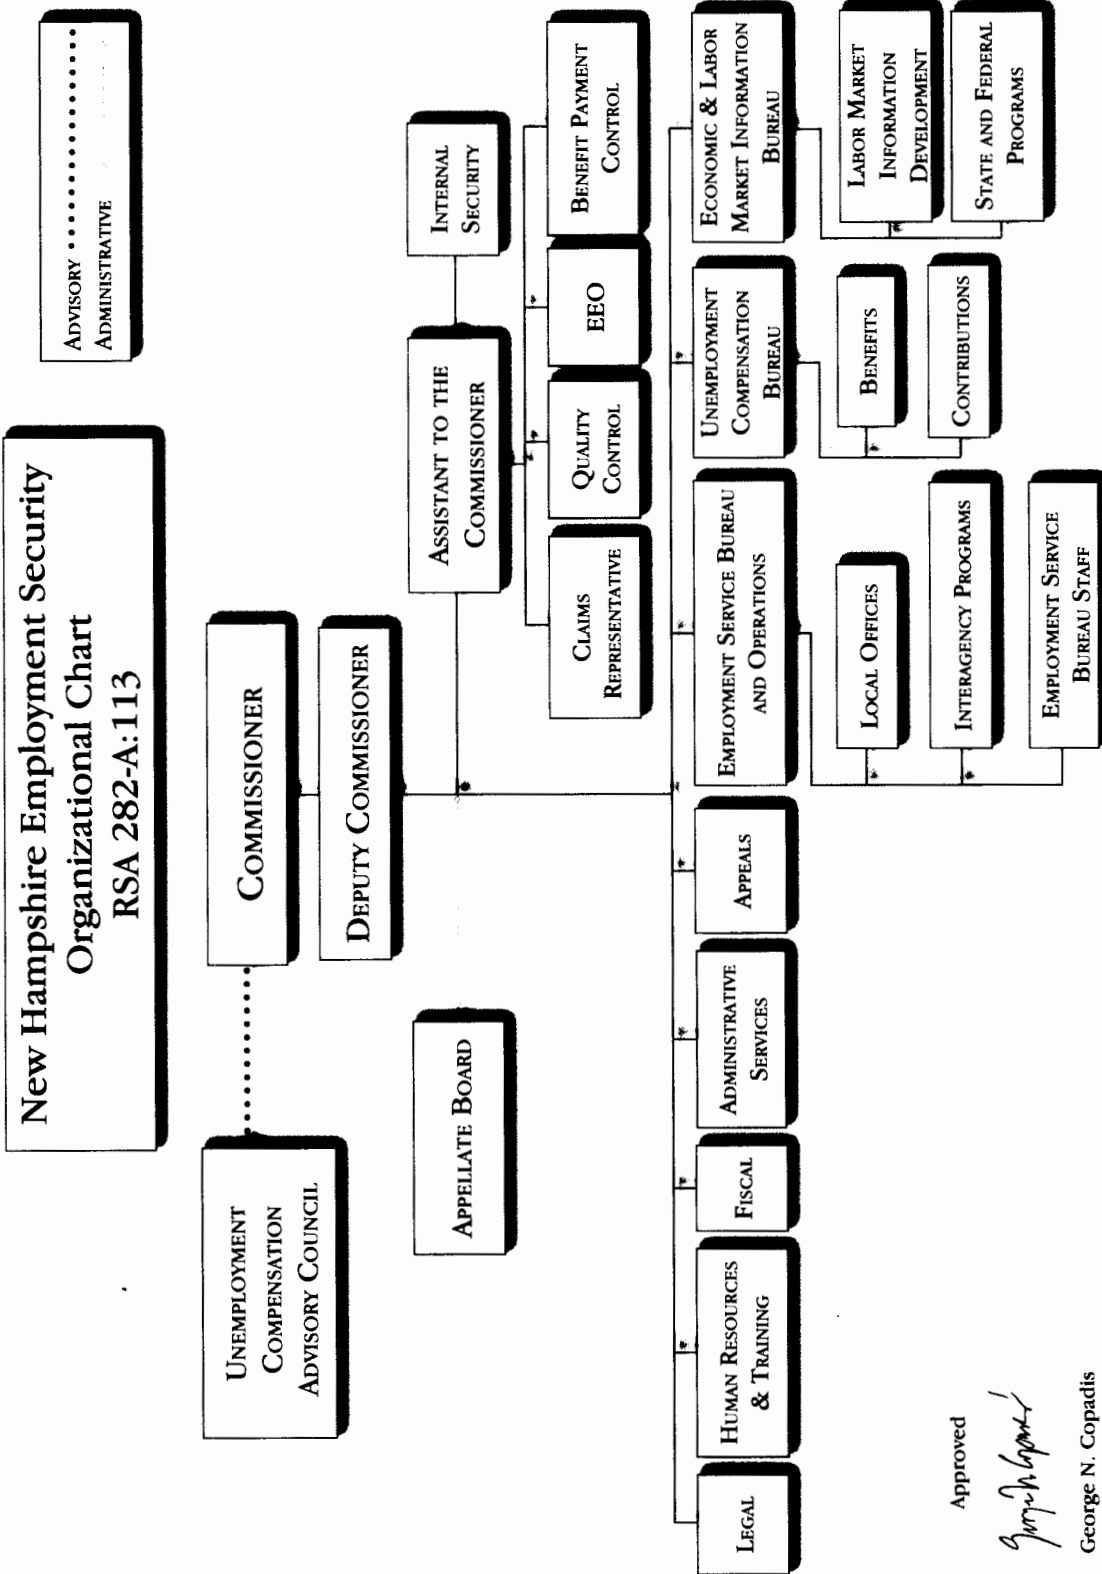 New Hampshire Employment Security
Organizational Chart
RSA 282-A:113
ADVISORY
ADMINISTRATIVE
UNEMPLOYMENT
COMPENSATION
ADVISORY COUNCIL
COMMISSIONER
DEPUTY COMMISSIONER
APPELLATE BOARD
ASSISTANT TO THE
COMMISSIONER
INTERNAL
SECURITY
CLAIMS
REPRESENTATIVE
QUALITY
CONTROL
EEO
BENEFIT PAYMENT
CONTROL
LEGAL
HUMAN RESOURCES
& TRAINING
FISCAL
ADMINISTRATIVE
SERVICES
APPEALS
EMPLOYMENT SERVICE BUREAU
AND OPERATIONS
UNEMPLOYMENT
COMPENSATION
BUREAU
ECONOMIC & LABOR
MARKET INFORMATION
BUREAU
LOCAL OFFICES
INTERAGENCY PROGRAMS
EMPLOYMENT SERVICE
BUREAU STAFF
BENEFITS
CONTRIBUTIONS
LABOR MARKET
INFORMATION
DEVELOPMENT
STATE AND FEDERAL
PROGRAMS
Approved
George N. Copadis